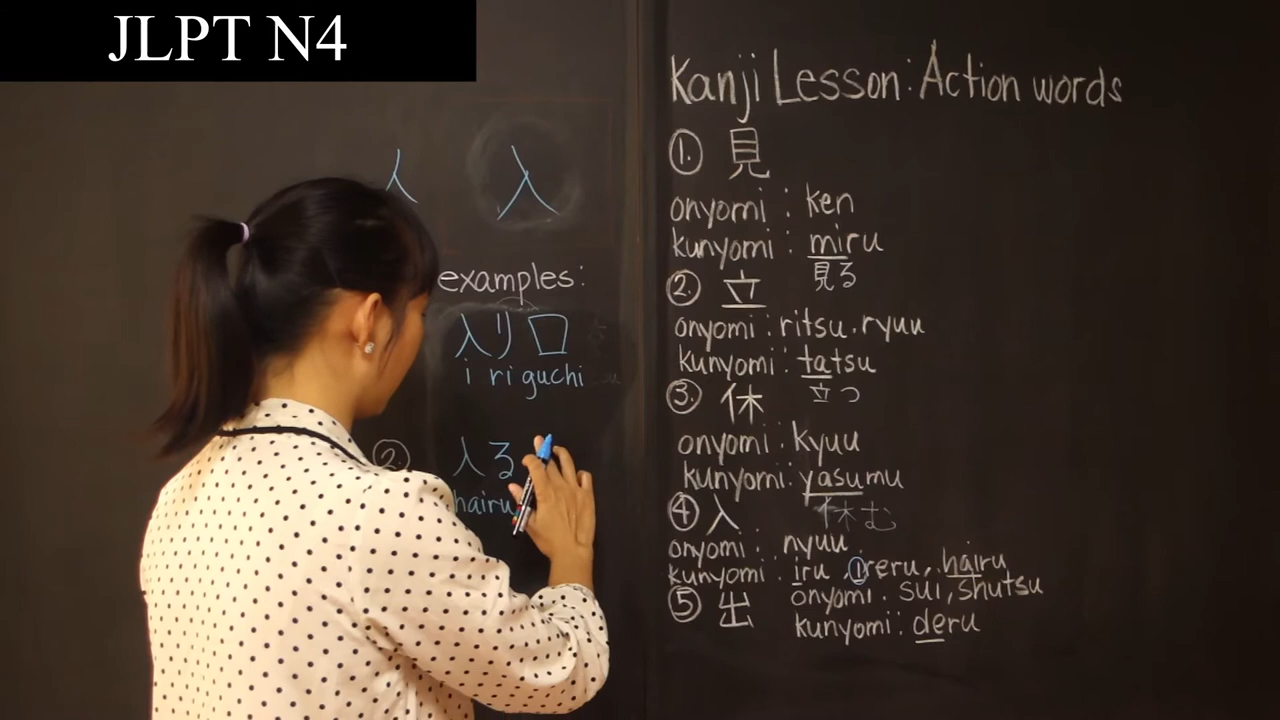 JLPT N4
人 入
examples:
入り口
i ri guchi
②. 入る
hairu
Kanji Lesson: Action words
①. 見
onyomi: ken
kunyomi: miru
見る
②. 立
onyomi: ritsu. ryuu
kunyomi: tatsu
立つ
③. 休
onyomi: kyuu
kunyomi: yasumu
休む
④ 入
onyomi: nyuu
kunyomi: iru, ireru, hairu
⑤ 出 onyomi: sui, shutsu
kunyomi: deru